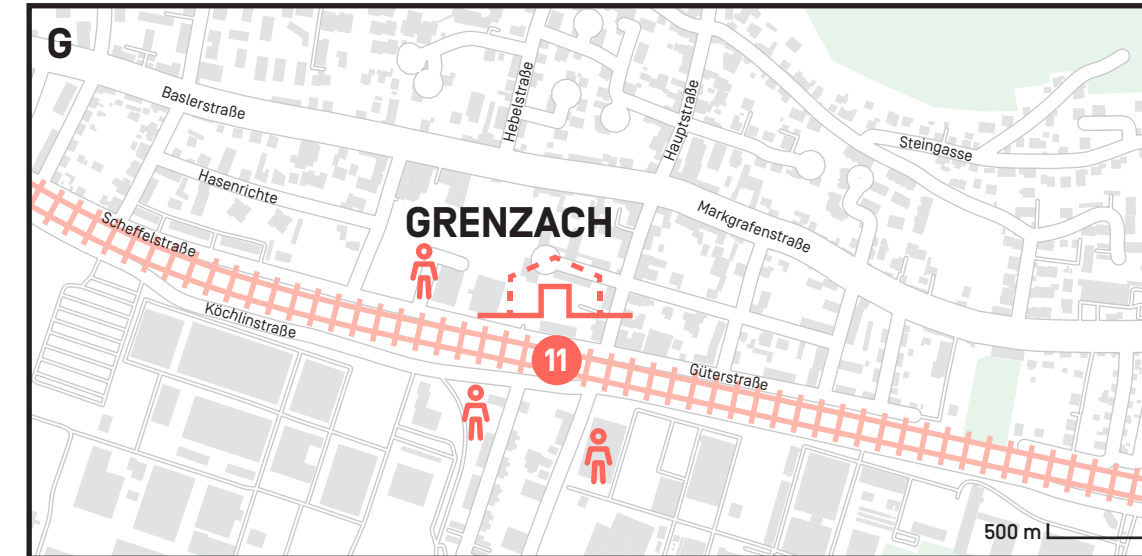 G
Baslerstraße
Hebelstraße
Hauptstraße
Steingasse
Hasenrichte
Markgrafenstraße
GRENZACH
Scheffelstraße
Köchlinstraße
11
Güterstraße
500 m